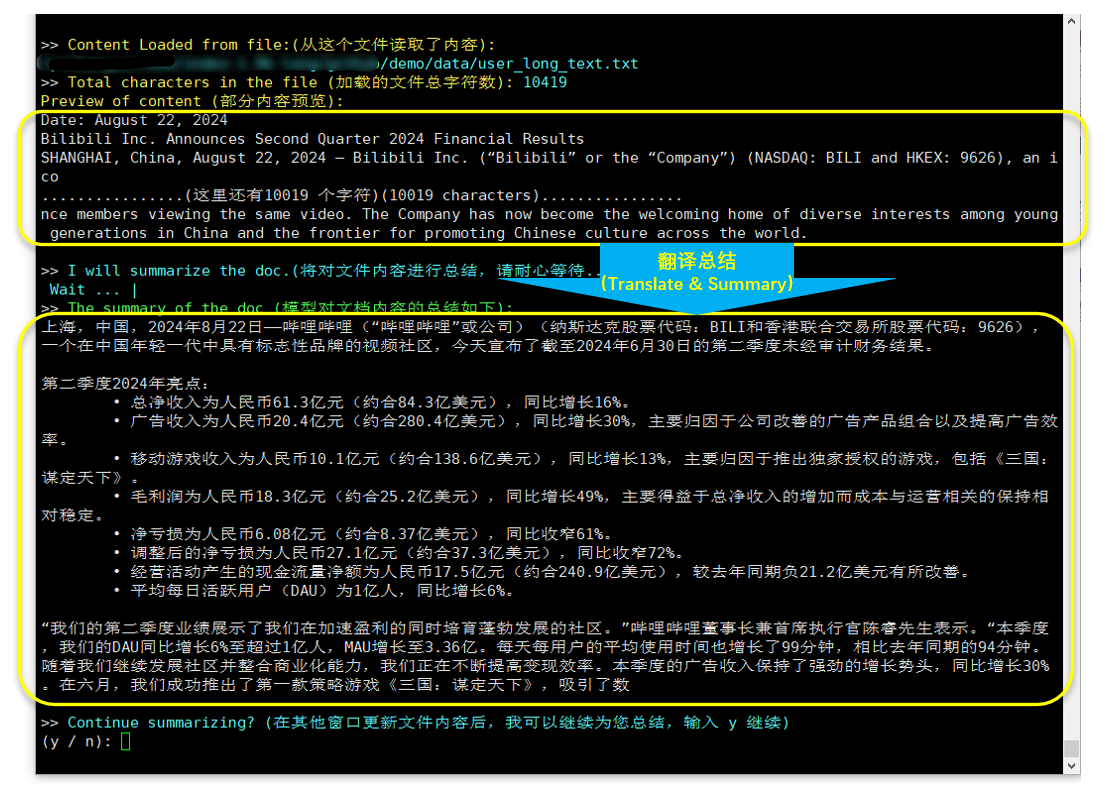 >> Content Loaded from file:(从这个文件读取了内容):
/demo/data/user_long_text.txt
>> Total characters in the file (加载的文件总字符数): 10419
Preview of content (部分内容预览):
Date: August 22, 2024
Bilibili Inc. Announces Second Quarter 2024 Financial Results
SHANGHAI, China, August 22, 2024 – Bilibili Inc. (“Bilibili” or the “Company”) (NASDAQ: BILI and HKEX: 9626), an i
co
................(这里还有10019 个字符)(10019 characters)................
nce members viewing the same video. The Company has now become the welcoming home of diverse interests among young
generations in China and the frontier for promoting Chinese culture across the world.
>> I will summarize the doc.(将对文件内容进行总结，请耐心等待..
翻译总结
(Translate & Summary)
Wait ... |
>> The summary of the doc (模型对文档内容的总结如下):
上海，中国，2024年8月22日—哔哩哔哩（“哔哩哔哩”或公司）（纳斯达克股票代码：BILI和香港联合交易所股票代码：9626），
一个在中国年轻一代中具有标志性品牌的视频社区，今天宣布了截至2024年6月30日的第二季度未经审计财务结果。
第二季度2024年亮点：
• 总净收入为人民币61.3亿元（约合84.3亿美元），同比增长16%。
• 广告收入为人民币20.4亿元（约合280.4亿美元），同比增长30%，主要归因于公司改善的广告产品组合以及提高广告效
率。
• 移动游戏收入为人民币10.1亿元（约合138.6亿美元），同比增长13%，主要归因于推出独家授权的游戏，包括《三国：
谋定天下》。
• 毛利润为人民币18.3亿元（约合25.2亿美元），同比增长49%，主要得益于总净收入的增加而成本与运营相关的保持相
对稳定。
• 净亏损为人民币6.08亿元（约合8.37亿美元），同比收窄61%。
• 调整后的净亏损为人民币27.1亿元（约合37.3亿美元），同比收窄72%。
• 经营活动产生的现金流量净额为人民币17.5亿元（约合240.9亿美元），较去年同期负21.2亿美元有所改善。
• 平均每日活跃用户（DAU）为1亿人，同比增长6%。
“我们的第二季度业绩展示了我们在加速盈利的同时培育蓬勃发展的社区。”哔哩哔哩董事长兼首席执行官陈睿先生表示。“本季度
，我们的DAU同比增长6%至超过1亿人，MAU增长至3.36亿。每天每用户的平均使用时间也增长了99分钟，相比去年同期的94分钟。
随着我们继续发展社区并整合商业化能力，我们正在不断提高变现效率。本季度的广告收入保持了强劲的增长势头，同比增长30%
。在六月，我们成功推出了第一款策略游戏《三国：谋定天下》，吸引了数
>> Continue summarizing? (在其他窗口更新文件内容后，我可以继续为您总结，输入 y 继续)
(y / n):